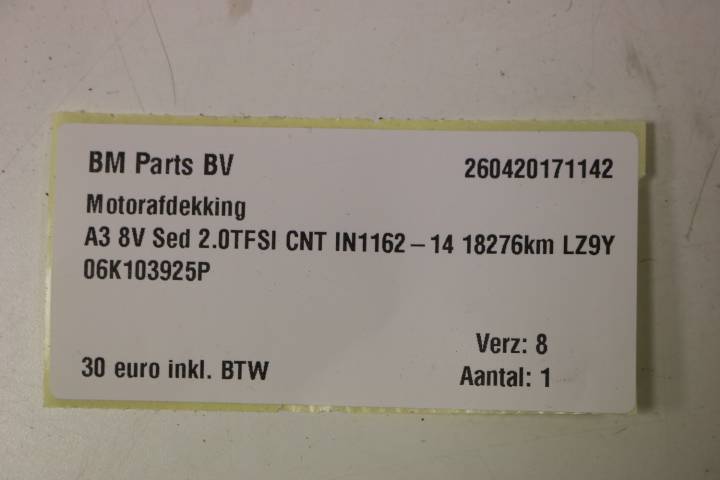 BM Parts BV 260420171142
Motorafdekking
A3 8V Sed 2.0TFSI CNT IN1162-14 18276km LZ9Y
06K103925P
Verz: 8
30 euro inkl. BTW Aantal: 1